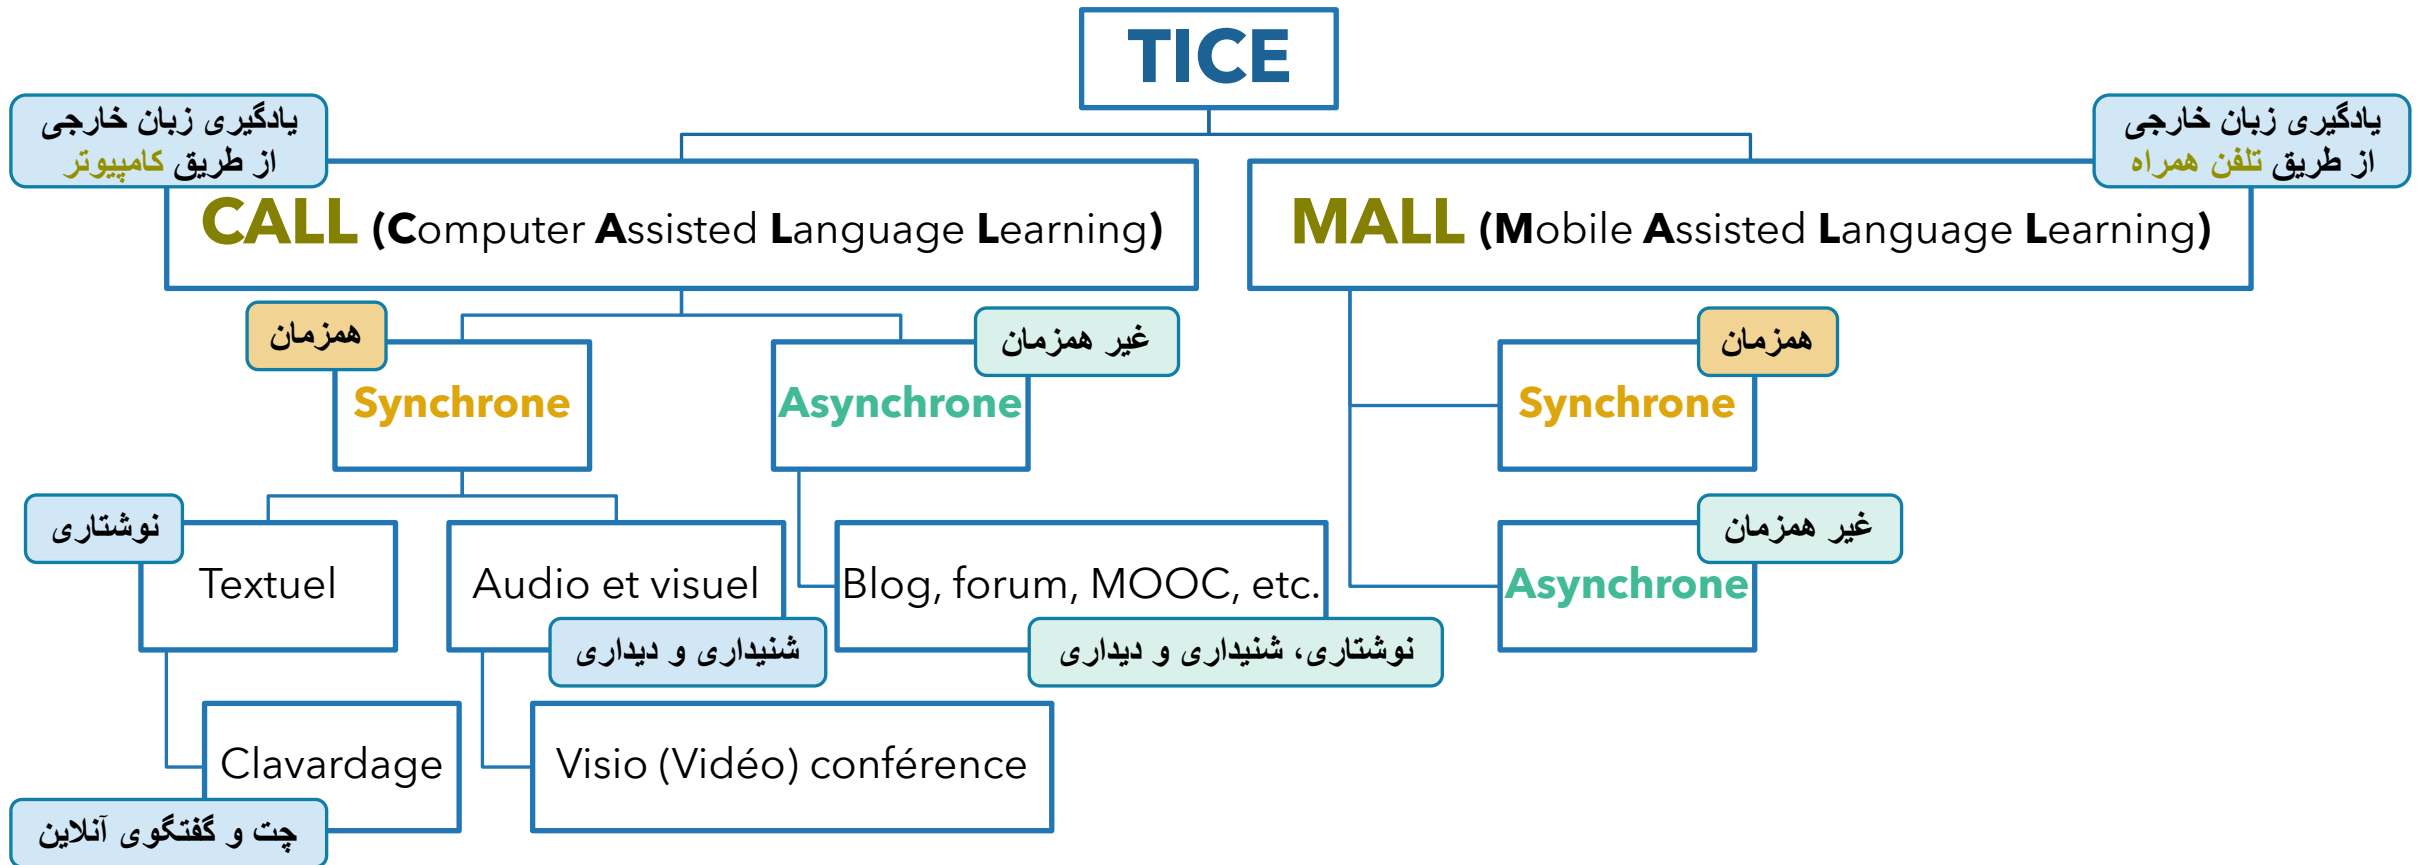 TICE
یادگیری زبان خارجی
از طریق کامپیوتر
CALL (Computer Assisted Language Learning)
یادگیری زبان خارجی
از طریق تلفن همراه
MALL (Mobile Assisted Language Learning)
همزمان
Synchrone
غیر همزمان
Asynchrone
همزمان
Synchrone
نوشتاری
Textuel
Audio et visuel
شنیداری و دیداری
Blog, forum, MOOC, etc.
نوشتاری، شنیداری و دیداری
غیر همزمان
Asynchrone
Clavardage
چت و گفتگوی آنلاین
Visio (Vidéo) conférence